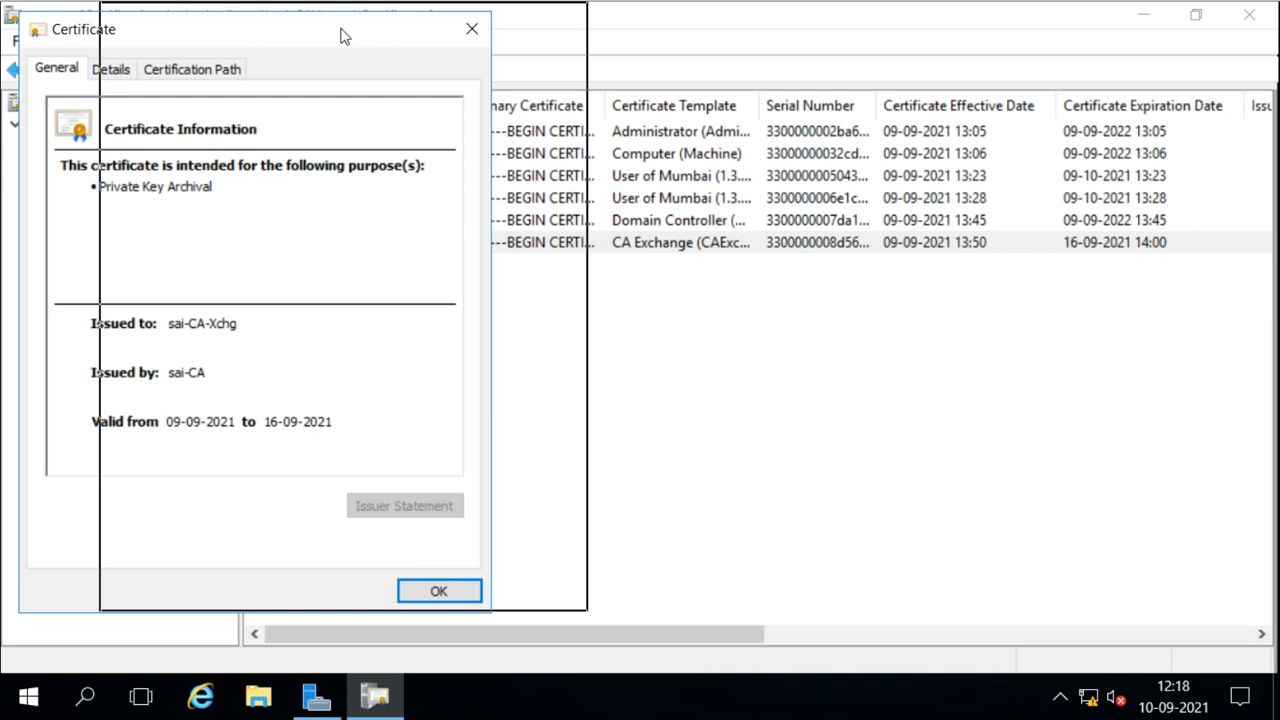 Certificate
General Details Certification Path
Certificate Information
This certificate is intended for the following purpose(s):
• Private Key Archival
Issued to: sai-CA-Xchg
Issued by: sai-CA
Valid from 09-09-2021 to 16-09-2021
Issuer Statement
OK
Certificate Certificate Template Serial Number Certificate Effective Date Certificate Expiration Date
---BEGIN CERTI... Administrator (Admi... 3300000002ba6... 09-09-2021 13:05 09-09-2022 13:05
---BEGIN CERTI... Computer (Machine) 3300000032cd... 09-09-2021 13:06 09-09-2022 13:06
---BEGIN CERTI... User of Mumbai (1.3.... 3300000005043... 09-09-2021 13:23 09-10-2021 13:23
---BEGIN CERTI... User of Mumbai (1.3.... 3300000006e1c... 09-09-2021 13:28 09-10-2021 13:28
---BEGIN CERTI... Domain Controller (... 3300000007da1... 09-09-2021 13:45 09-09-2022 13:45
---BEGIN CERTI... CA Exchange (CAExc... 3300000008d56... 09-09-2021 13:50 16-09-2021 14:00
12:18
10-09-2021